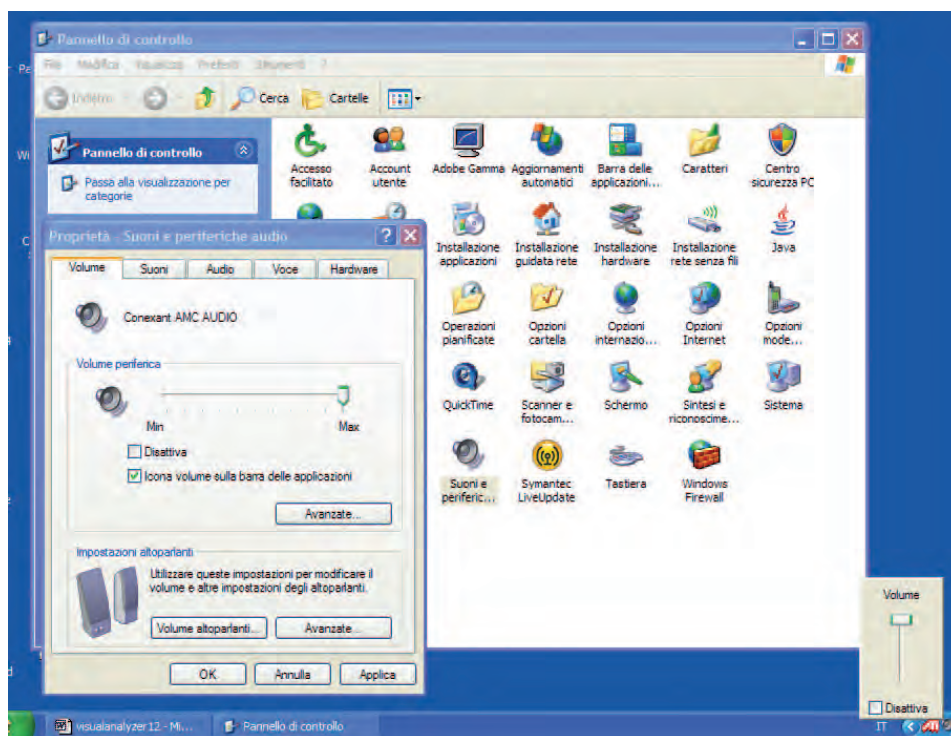 Pannello di controllo
File Modifica Visualizza Preferiti Strumenti ?
Indietro Cerca Cartelle
Pannello di controllo
Passa alla visualizzazione per
categorie
Accesso
facilitato
Account
utente
Adobe Gamma
Aggiornamenti
automatici
Barra delle
applicazioni...
Caratteri
Centro
sicurezza PC
Installazione
applicazioni
Installazione
guidata rete
Installazione
hardware
Installazione
rete senza fili
Java
Operazioni
pianificate
Opzioni
cartella
Opzioni
internazio...
Opzioni
Internet
Opzioni
mode...
QuickTime
Scanner e
fotocam...
Schermo
Sintesi e
riconoscime...
Sistema
Suoni e
periferic...
Symantec
LiveUpdate
Tastiera
Windows
Firewall
Proprietà - Suoni e periferiche audio
Volume Suoni Audio Voce Hardware
Conexant AMC AUDIO
Volume periferica
Min Max
Disattiva
Icona volume sulla barra delle applicazioni
Avanzate...
Impostazioni altoparlanti
Utilizzare queste impostazioni per modificare il
volume e altre impostazioni degli altoparlanti.
Volume altoparlanti... Avanzate...
OK Annulla Applica
Volume
Disattiva
visualanalyzer 12 - Mi... Pannello di controllo IT